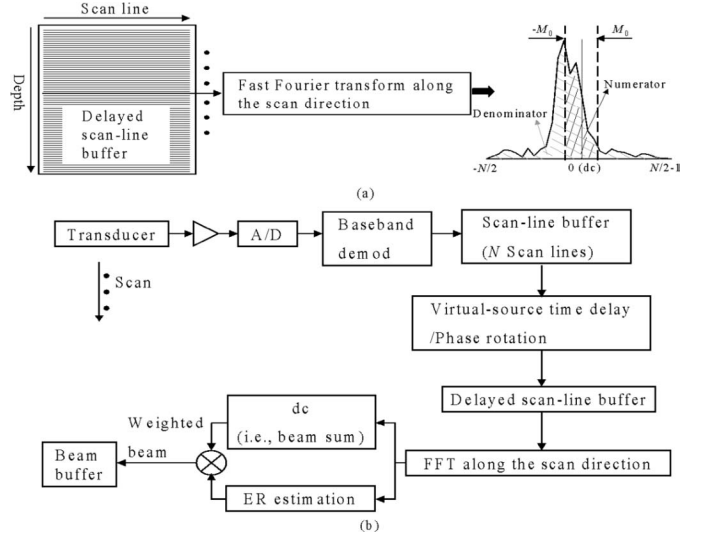 Scan line
Depth
Delayed
scan-line
buffer
Fast Fourier transform along
the scan direction
-M0
M0
Numerator
Denominator
-N/2
0 (dc)
N/2-1
(a)
Transducer
A/D
Baseband
demod
Scan-line buffer
(N Scan lines)
Scan
Virtual-source time delay
/Phase rotation
Delayed scan-line buffer
FFT along the scan direction
dc
(i.e., beam sum)
ER estimation
Weighted
beam
Beam
buffer
(b)